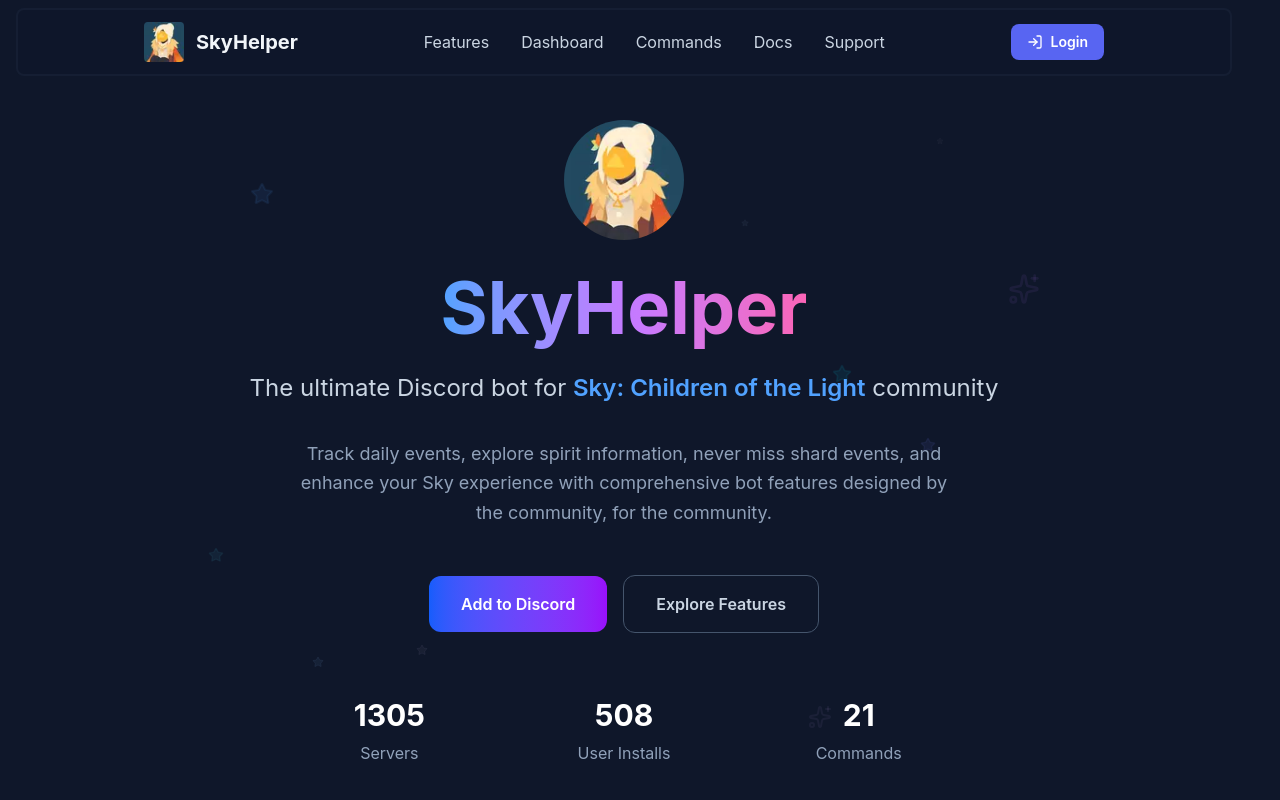 SkyHelper
Features
Dashboard
Commands
Docs
Support
Login
SkyHelper
The ultimate Discord bot for Sky: Children of the Light community
Track daily events, explore spirit information, never miss shard events, and
enhance your Sky experience with comprehensive bot features designed by
the community, for the community.
Add to Discord
Explore Features
1305
Servers
508
User Installs
21
Commands